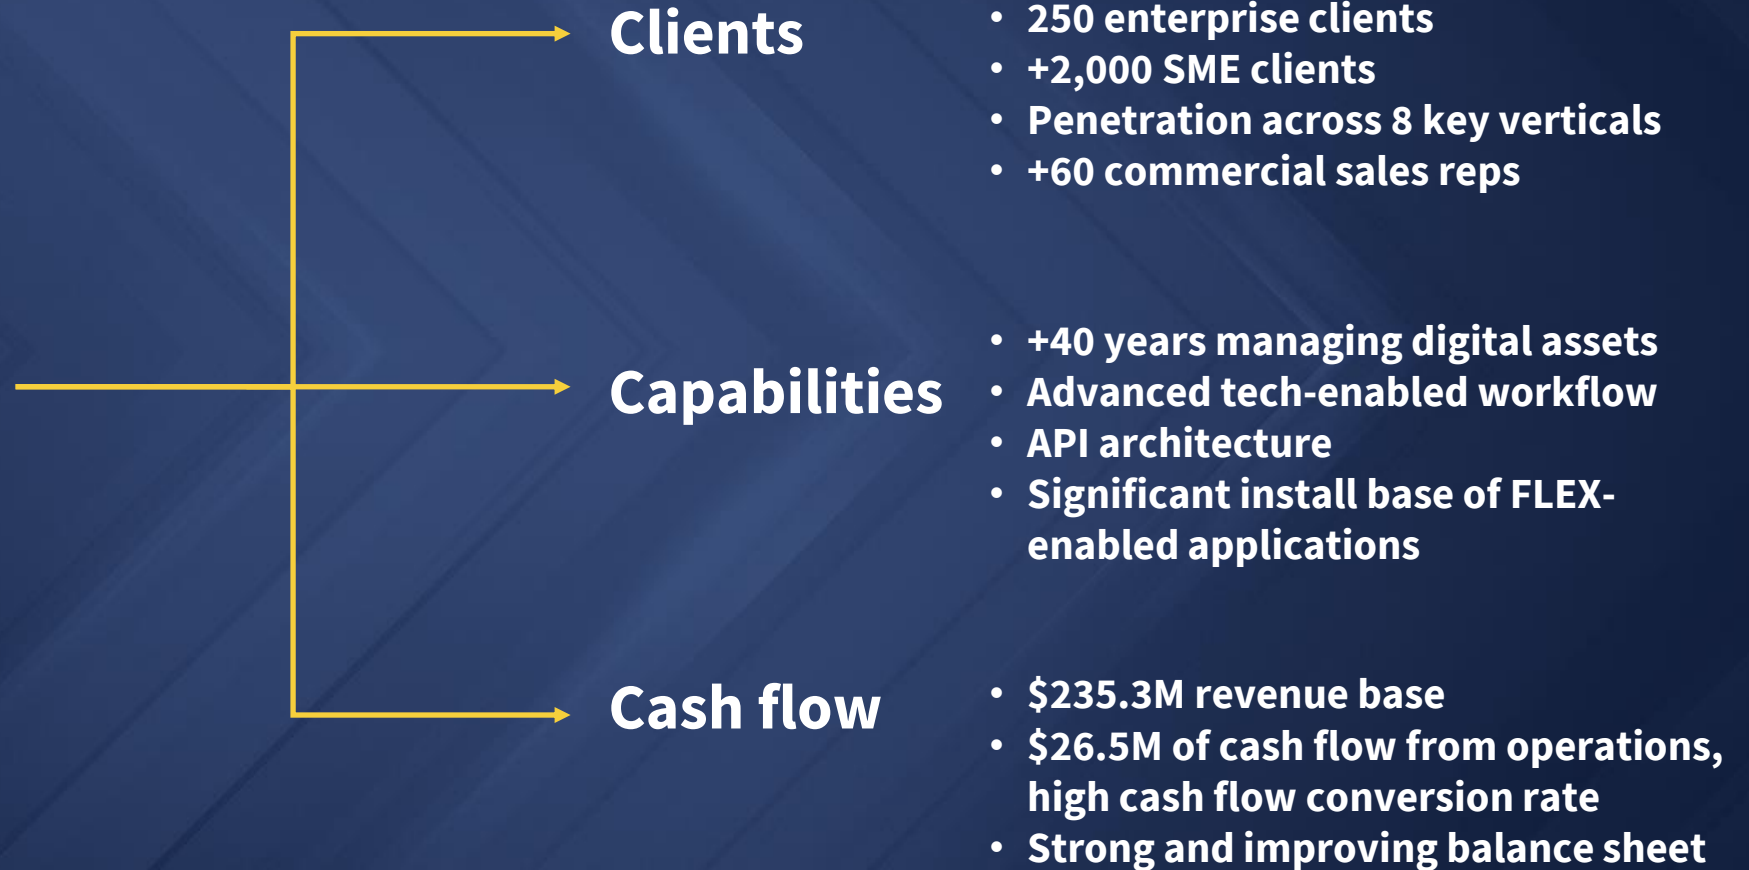 Clients
• 250 enterprise clients
• +2,000 SME clients
• Penetration across 8 key verticals
• +60 commercial sales reps
Capabilities
• +40 years managing digital assets
• Advanced tech-enabled workflow
• API architecture
• Significant install base of FLEX-
enabled applications
Cash flow
• $235.3M revenue base
• $26.5M of cash flow from operations,
high cash flow conversion rate
• Strong and improving balance sheet